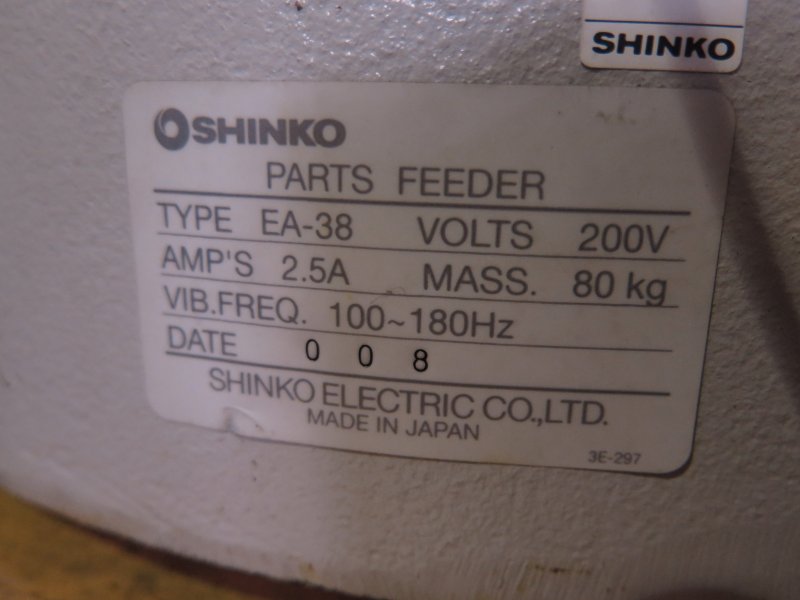 SHINKO
SHINKO
PARTS FEEDER
TYPE EA-38 VOLTS 200V
AMP'S 2.5A MASS. 80 kg
VIB.FREQ. 100~180Hz
DATE 0 0 8
SHINKO ELECTRIC CO.,LTD.
MADE IN JAPAN
3E-297